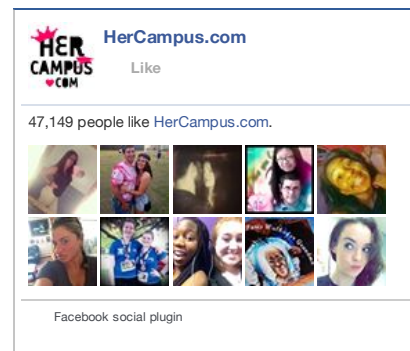 HER
CAMPUS
COM
HerCampus.com
Like
47,149 people like HerCampus.com.
Facebook social plugin